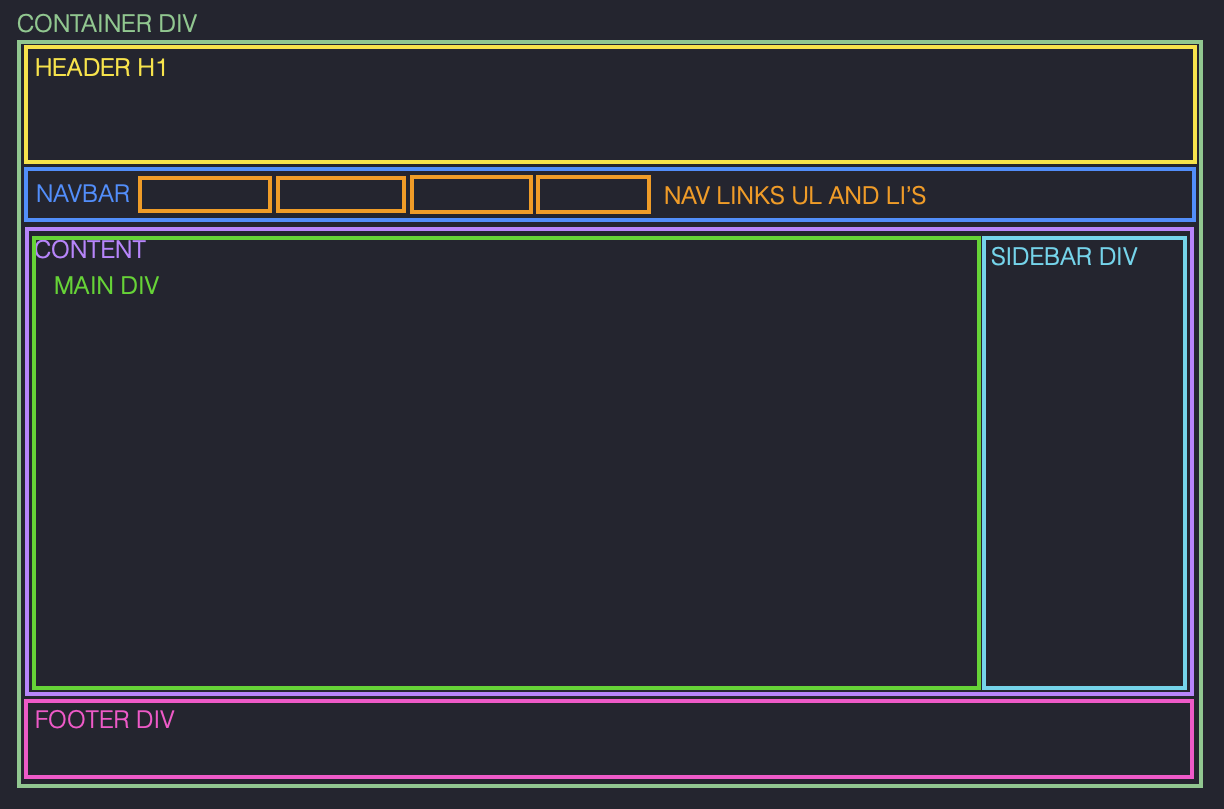 CONTAINER DIV
HEADER H1
NAVBAR
NAV LINKS UL AND LI’S
CONTENT
MAIN DIV
SIDEBAR DIV
FOOTER DIV